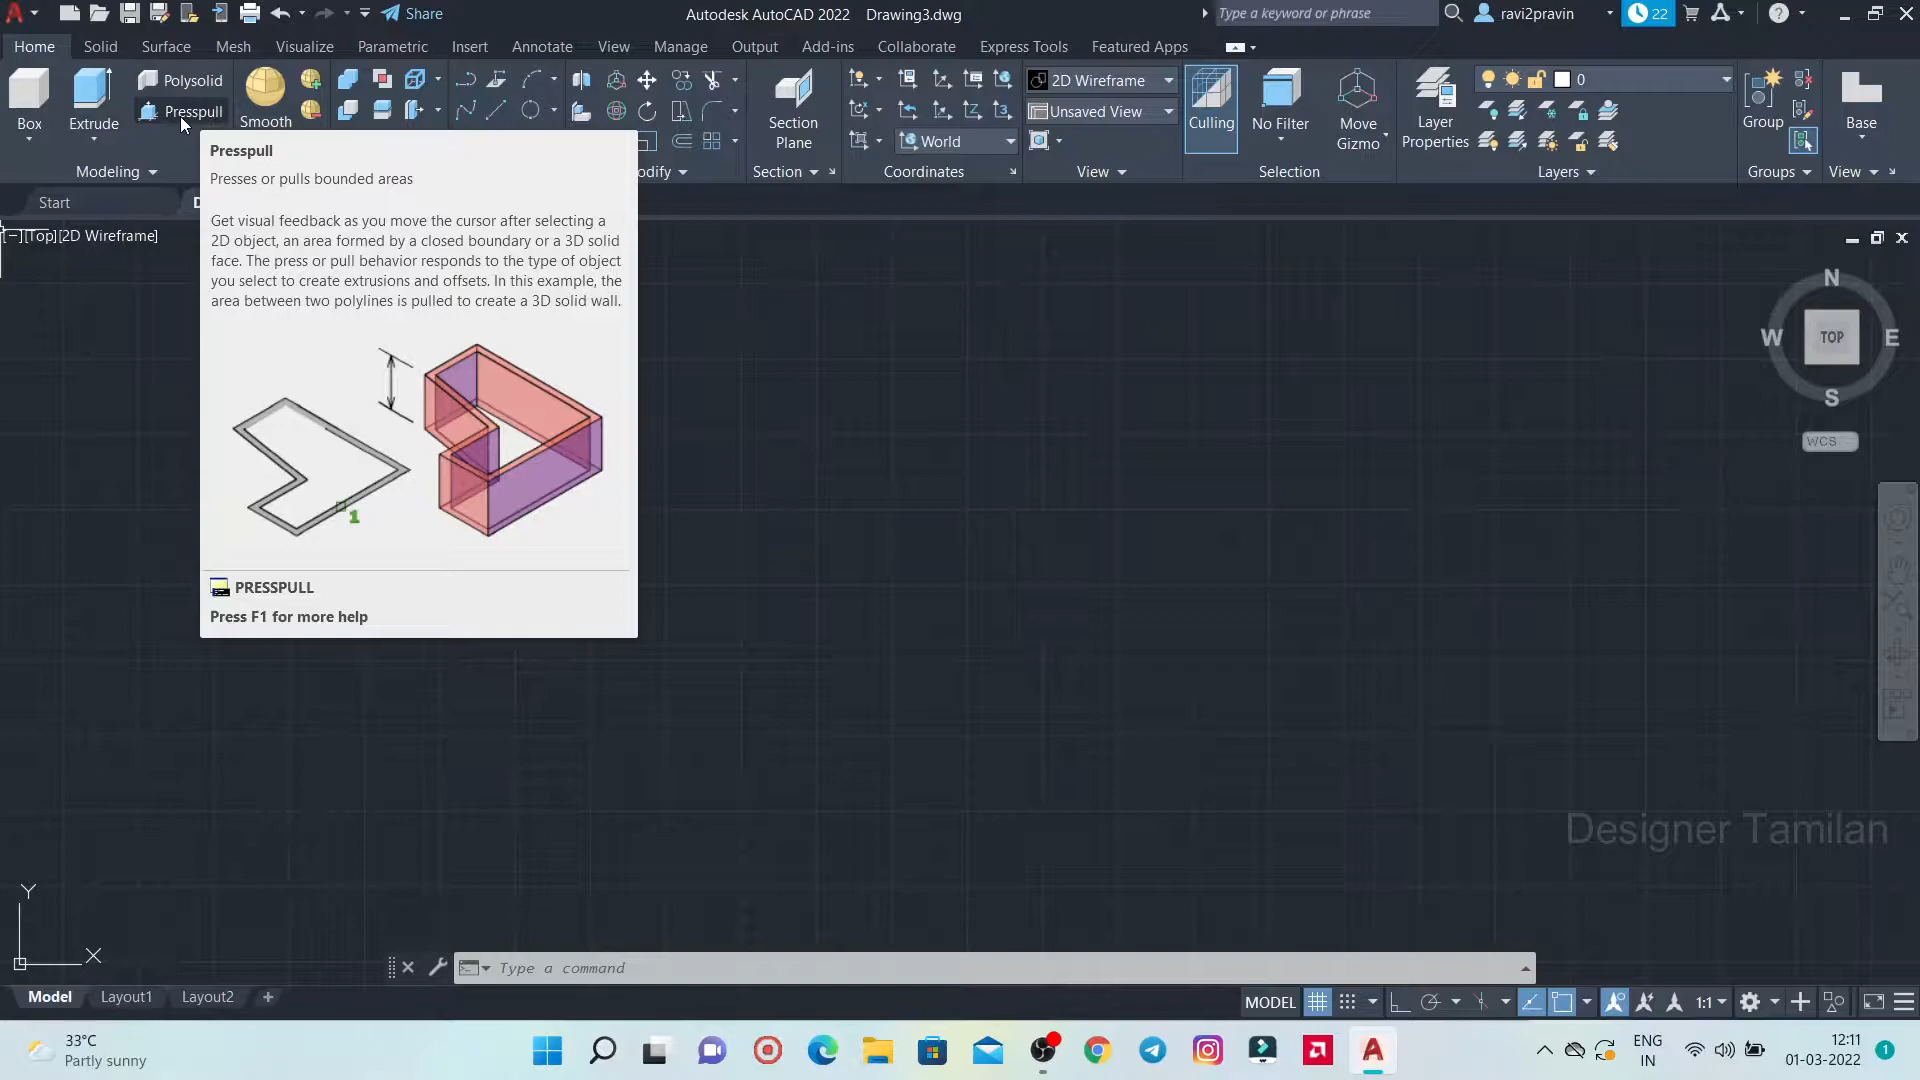 Share
Autodesk AutoCAD 2022 Drawing3.dwg
Type a keyword or phrase
ravi2pravin
22
Home Solid Surface Mesh Visualize Parametric Insert Annotate View Manage Output Add-ins Collaborate Express Tools Featured Apps
Box
Extrude
Polysolid
Presspull
Smooth
Section
Plane
2D Wireframe
Unsaved View
World
Culling
No Filter
Move
Gizmo
Layer
Properties
0
Group
Base
Modeling
odify
Section
Coordinates
View
Selection
Layers
Groups
View
Start
D
[−][Top][2D Wireframe]
Presspull
Presses or pulls bounded areas
Get visual feedback as you move the cursor after selecting a
2D object, an area formed by a closed boundary or a 3D solid
face. The press or pull behavior responds to the type of object
you select to create extrusions and offsets. In this example, the
area between two polylines is pulled to create a 3D solid wall.
1
PRESSPULL
Press F1 for more help
N
W
TOP
E
S
WCS
Designer Tamilan
Y
X
Type a command
Model Layout1 Layout2 +
MODEL
1:1
33°C
Partly sunny
ENG
IN
12:11
01-03-2022
1